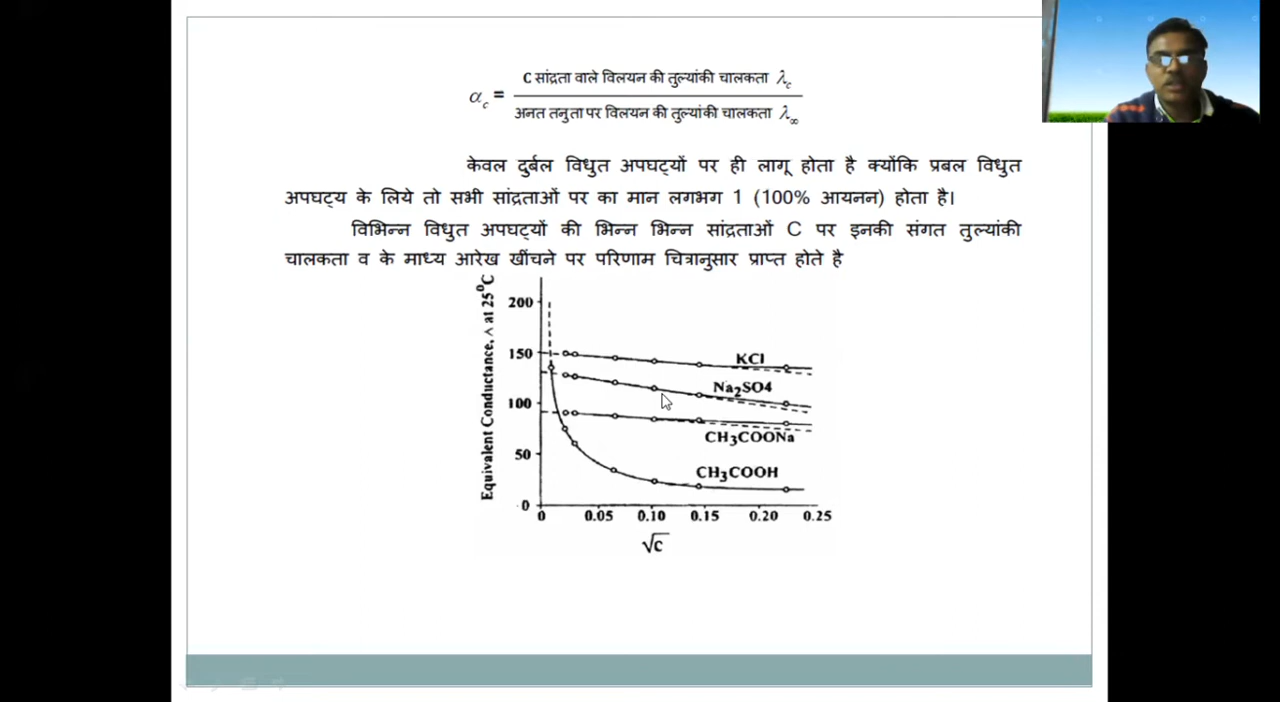 C सांद्रता वाले विलयन की तुल्यांकी चालकता λc
αc =
अनत तनुता पर विलयन की तुल्यांकी चालकता λ∞
केवल दुर्बल विधुत अपघट्यों पर ही लागू होता है क्योंकि प्रबल विधुत
अपघट्य के लिये तो सभी सांद्रताओं पर का मान लगभग 1 (100% आयनन) होता है।
विभिन्न विधुत अपघट्यों की भिन्न भिन्न सांद्रताओं C पर इनकी संगत तुल्यांकी
चालकता व के माध्य आरेख खींचने पर परिणाम चित्रानुसार प्राप्त होते है
Equivalent Conductance, ∧ at 25⁰C
200
150
100
50
0
KCl
Na₂SO4
CH₃COONa
CH₃COOH
0 0.05 0.10 0.15 0.20 0.25
√c